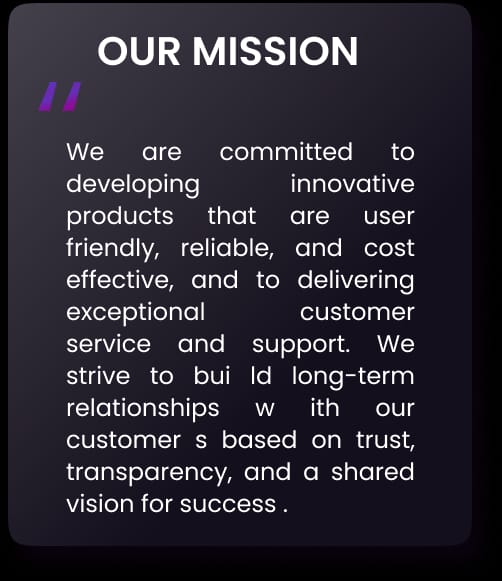 OUR MISSION
"
We are committed to
developing innovative
products that are user
friendly, reliable, and cost
effective, and to delivering
exceptional customer
service and support. We
strive to bui ld long-term
relationships w ith our
customer s based on trust,
transparency, and a shared
vision for success .